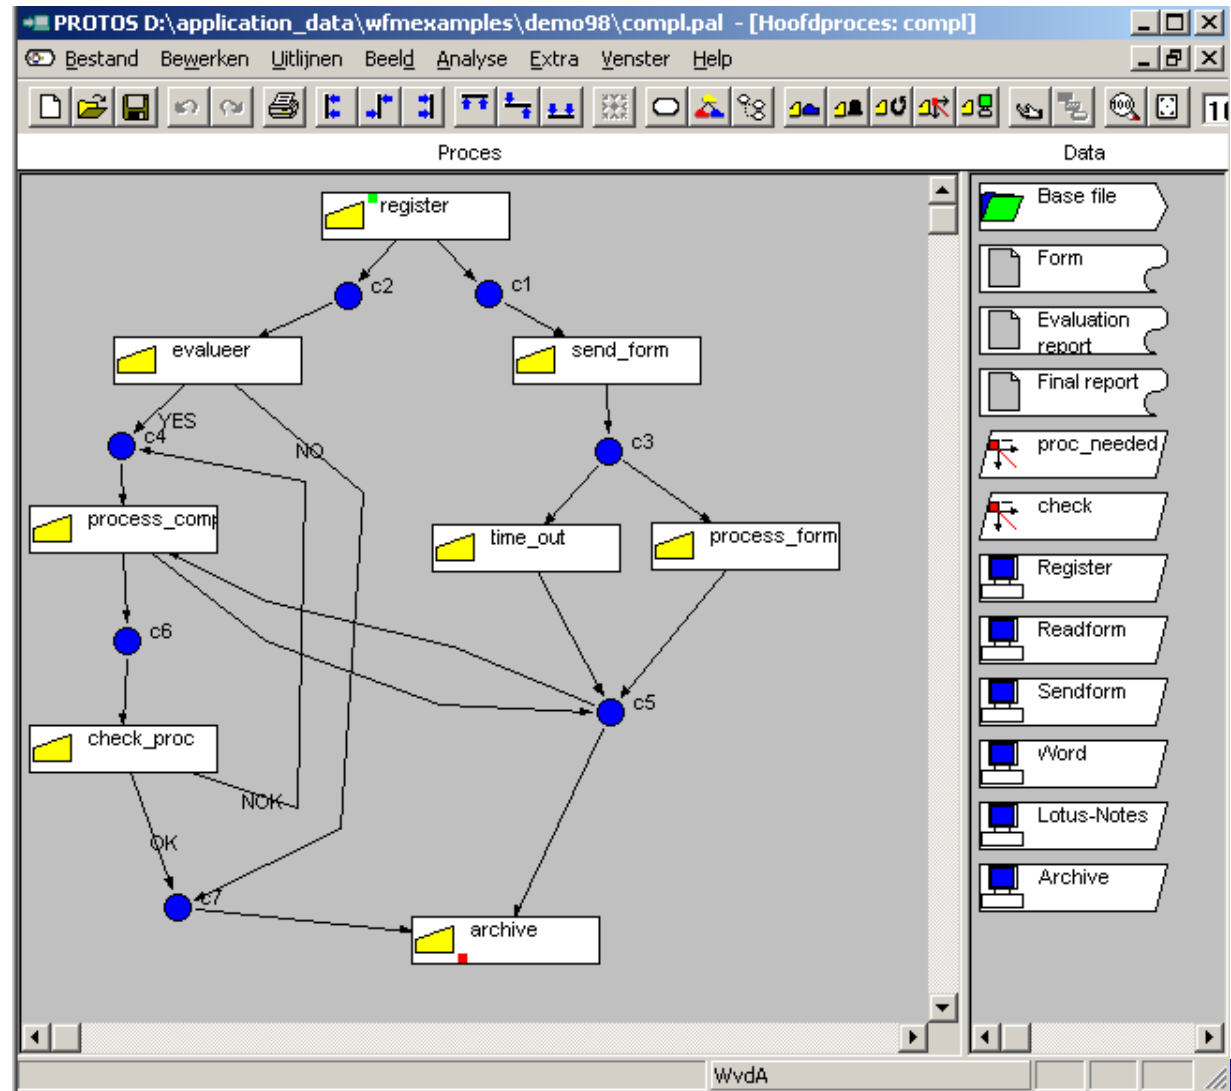 PROTOS D:\application_data\wfmexamples\demo98\compl.pal - [Hoofdproces: compl]
Bestand Bewerken Uitlijnen Beeld Analyse Extra Venster Help
Proces
Data
register
c2
c1
evalueer
send_form
YES
c4
NO
c3
process_comp
time_out
process_form
c6
c5
check_proc
NOK
OK
c7
archive
Base file
Form
Evaluation
report
Final report
proc_needed
check
Register
Readform
Sendform
Word
Lotus-Notes
Archive
WvdA